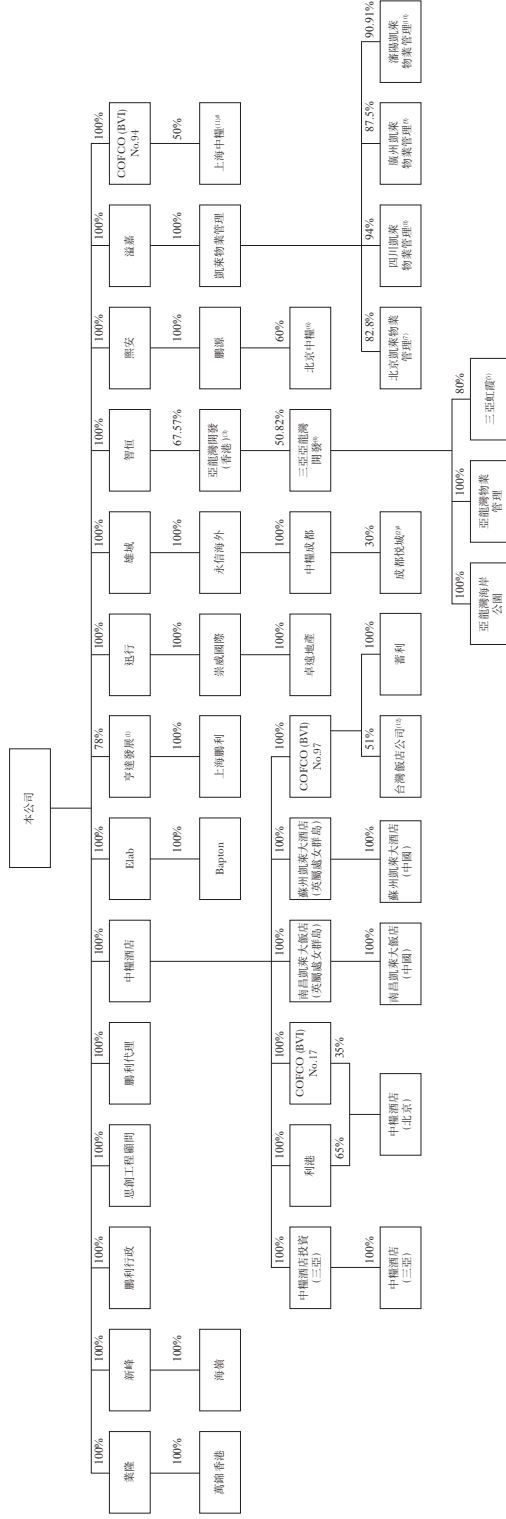 本公司
100%
100%
100%
100%
100%
100%
100%
78%
100%
100%
100%
100%
100%
100%
業隆
新峰
鵬利行政
思創工程顧問
鵬利代理
中糧酒店
Elab
亨達發展(1)
迅行
雄域
智恒
熙安
溢嘉
COFCO (BVI)
No.94
100%
100%
100%
100%
100%
100%
67.57%
100%
100%
50%
萬錦香港
海嶺
Bapton
上海鵬利
崇威國際
永信海外
亞龍灣開發
(香港)(3)
鵬源
凱萊物業管理
上海中糧(11)#
100%
100%
100%
100%
100%
100%
100%
100%
50.82%
60%
中糧酒店投資
(三亞)
利港
COFCO (BVI)
No.17
南昌凱萊大飯店
(英屬處女群島)
蘇州凱萊大酒店
(英屬處女群島)
COFCO (BVI)
No.97
卓遠地產
中糧成都
三亞亞龍灣
開發(4)
北京中糧(6)
100%
65%
35%
100%
100%
51%
100%
30%
82.8%
94%
87.5%
90.91%
中糧酒店
(三亞)
中糧酒店
(北京)
南昌凱萊大飯店
(中國)
蘇州凱萊大酒店
(中國)
台灣飯店公司(12)
蓄利
成都悅城(2)#
北京凱萊物業
管理(7)
四川凱萊
物業管理(8)
廣州凱萊
物業管理(9)
瀋陽凱萊
物業管理(10)
100%
100%
80%
亞龍灣海岸
公園
亞龍灣物業
管理
三亞虹霞(5)